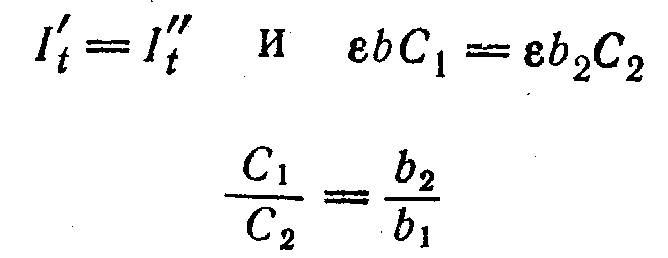 I′ₜ = I″ₜ и εbC₁ = εb₂C₂
C₁/C₂ = b₂/b₁